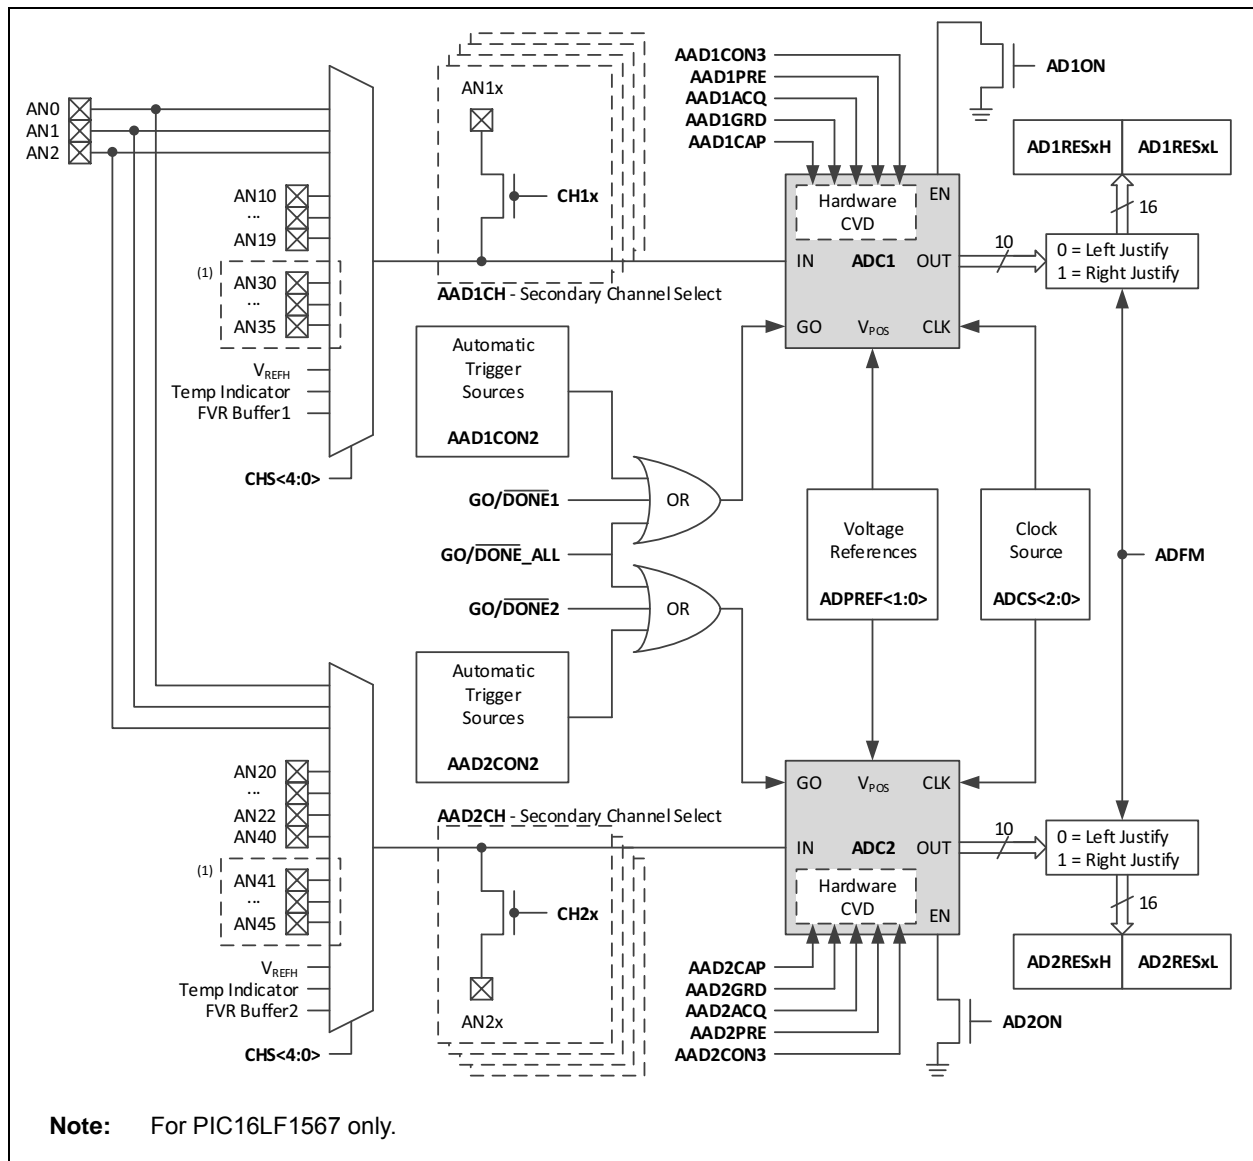 AN0
AN1
AN2
AN10
...
AN19
(1)
AN30
...
AN35
VREFH
Temp Indicator
FVR Buffer1
CHS<4:0>
AN1x
CH1x
AAD1CH - Secondary Channel Select
AAD1CON3
AAD1PRE
AAD1ACQ
AAD1GRD
AAD1CAP
Hardware
CVD
EN
IN ADC1 OUT
GO VPOS CLK
AD1ON
AD1RESxH AD1RESxL
16
10
0 = Left Justify
1 = Right Justify
Automatic
Trigger
Sources
AAD1CON2
GO/DONE1
OR
GO/DONE_ALL
GO/DONE2
OR
Voltage
References
ADPREF<1:0>
Clock
Source
ADCS<2:0>
ADFM
Automatic
Trigger
Sources
AAD2CON2
AN20
...
AN22
AN40
(1)
AN41
...
AN45
VREFH
Temp Indicator
FVR Buffer2
CHS<4:0>
AAD2CH - Secondary Channel Select
CH2x
AN2x
GO VPOS CLK
IN ADC2 OUT
Hardware
CVD
EN
10
0 = Left Justify
1 = Right Justify
16
AD2RESxH AD2RESxL
AAD2CAP
AAD2GRD
AAD2ACQ
AAD2PRE
AAD2CON3
AD2ON
Note: For PIC16LF1567 only.